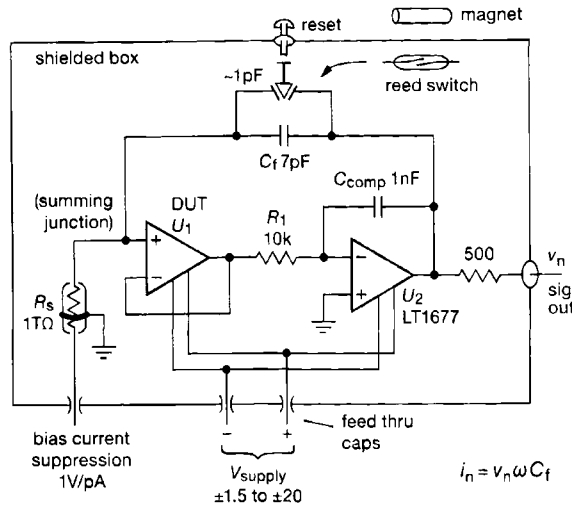 reset
magnet
shielded box
~1pF
reed switch
Cf 7pF
Ccomp 1nF
(summing
junction)
DUT
U1
R1
10k
+
−
−
+
500
vn
sig
out
U2
LT1677
Rs
1TΩ
bias current
suppression
1V/pA
− +
feed thru
caps
Vsupply
±1.5 to ±20
in = vnωCf